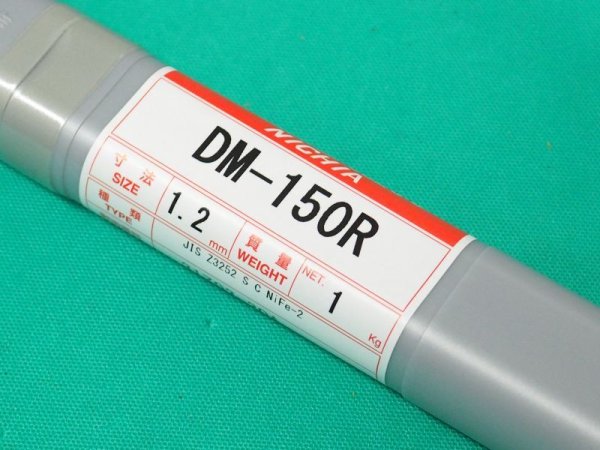 NICHIA
DM-150R
寸法 SIZE 1.2 mm 質量 WEIGHT NET. 1 Kg
種類 TYPE JIS Z3252 S C NiFe-2